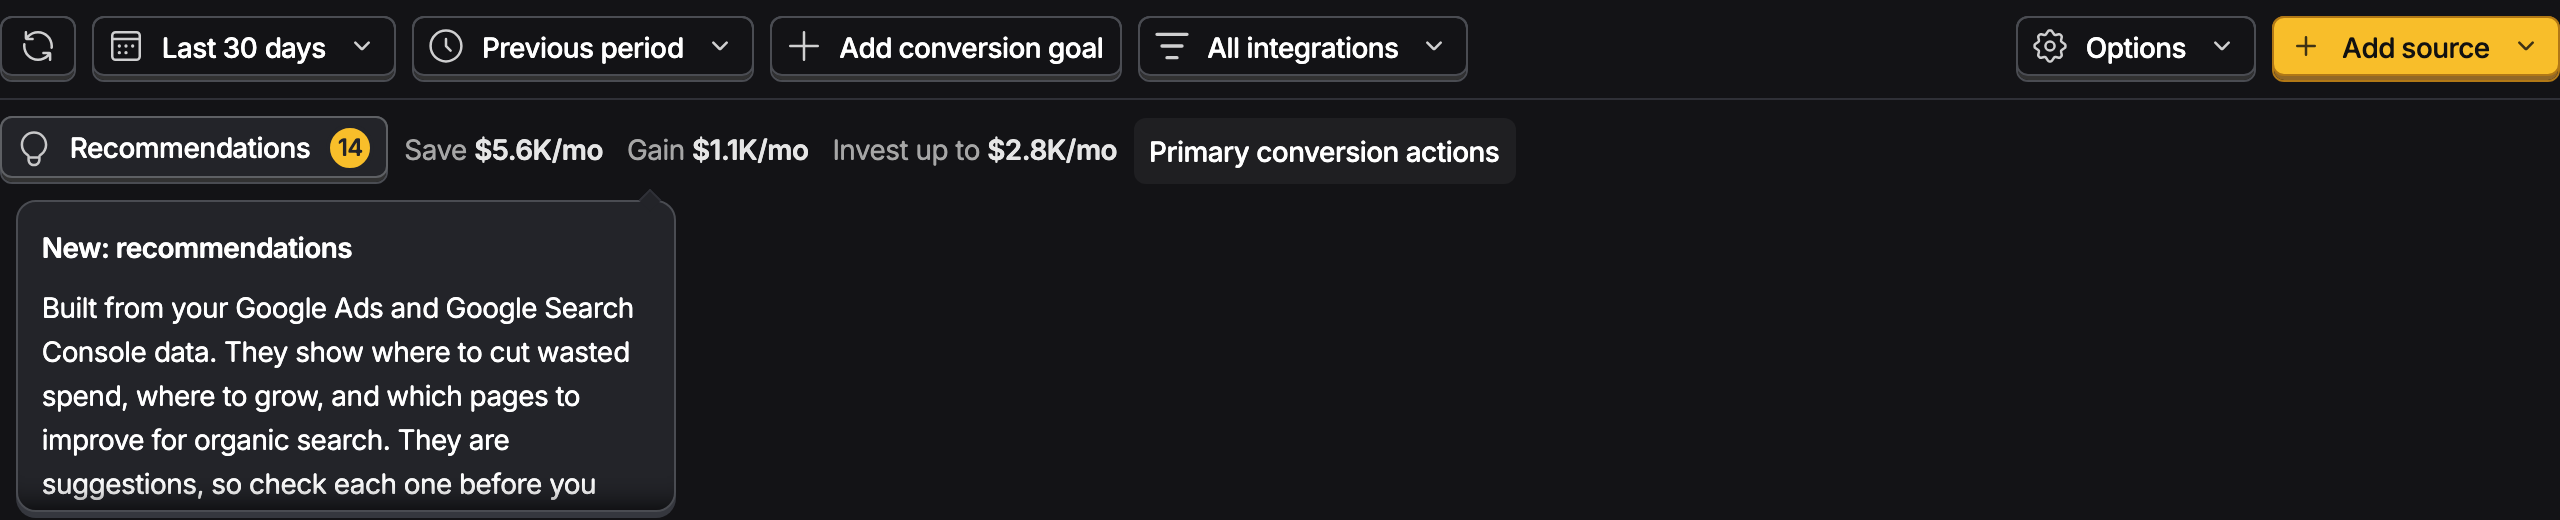 Last 30 days
Previous period
Add conversion goal
All integrations
Options
Add source
Recommendations 14
Save $5.6K/mo
Gain $1.1K/mo
Invest up to $2.8K/mo
Primary conversion actions
New: recommendations
Built from your Google Ads and Google Search
Console data. They show where to cut wasted
spend, where to grow, and which pages to
improve for organic search. They are
suggestions, so check each one before you